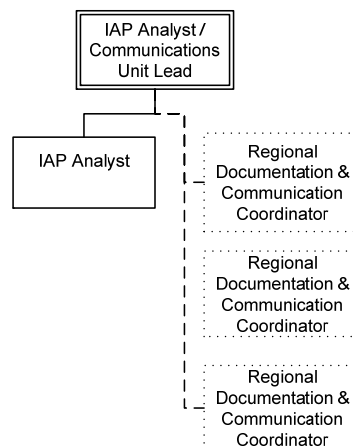 IAP Analyst /
Communications
Unit Lead
IAP Analyst
Regional
Documentation &
Communication
Coordinator
Regional
Documentation &
Communication
Coordinator
Regional
Documentation &
Communication
Coordinator